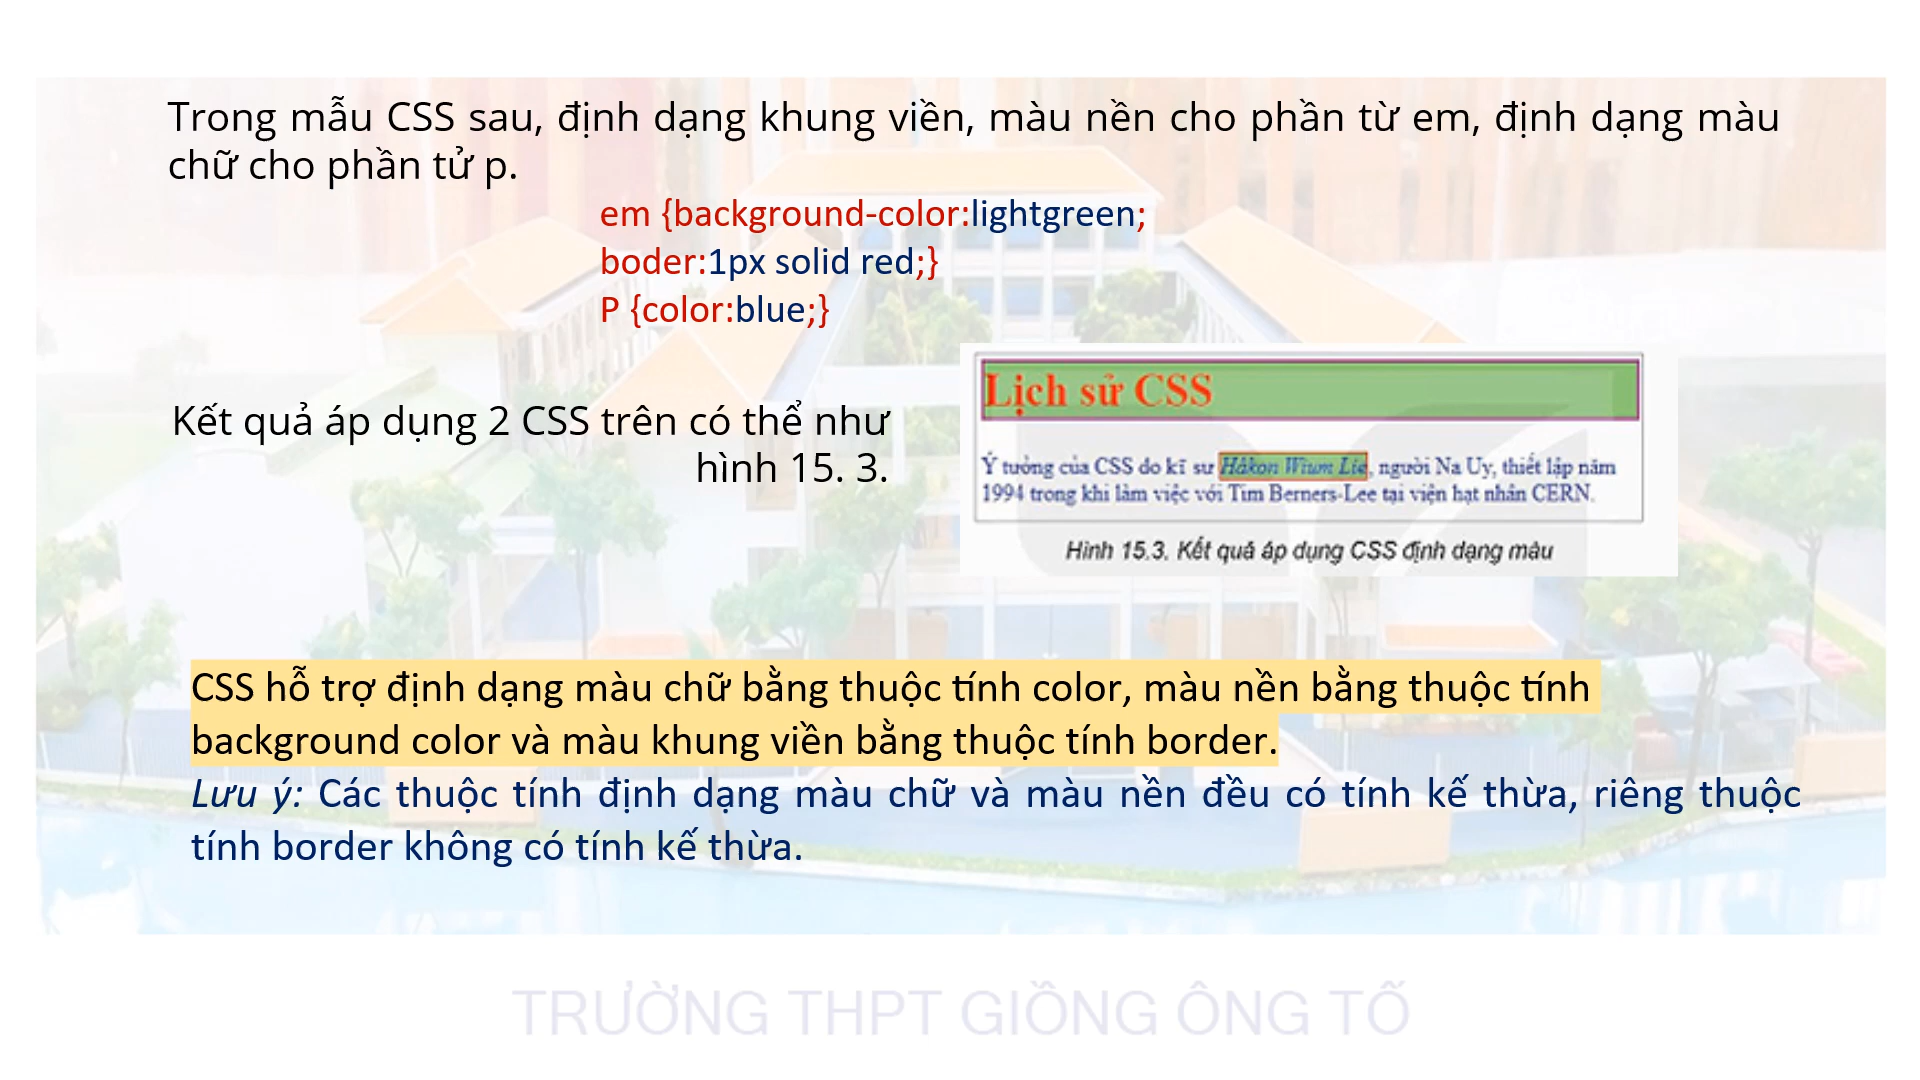 Trong mẫu CSS sau, định dạng khung viền, màu nền cho phần từ em, định dạng màu
chữ cho phần tử p.
em {background-color:lightgreen;
boder:1px solid red;}
P {color:blue;}
Kết quả áp dụng 2 CSS trên có thể như
hình 15. 3.
Lịch sử CSS
Ý tưởng của CSS do kĩ sư Håkon Wium Lie, người Na Uy, thiết lập năm
1994 trong khi làm việc với Tim Berners-Lee tại viện hạt nhân CERN.
Hình 15.3. Kết quả áp dụng CSS định dạng màu
CSS hỗ trợ định dạng màu chữ bằng thuộc tính color, màu nền bằng thuộc tính
background color và màu khung viền bằng thuộc tính border.
Lưu ý: Các thuộc tính định dạng màu chữ và màu nền đều có tính kế thừa, riêng thuộc
tính border không có tính kế thừa.
TRƯỜNG THPT GIỒNG ÔNG TỐ